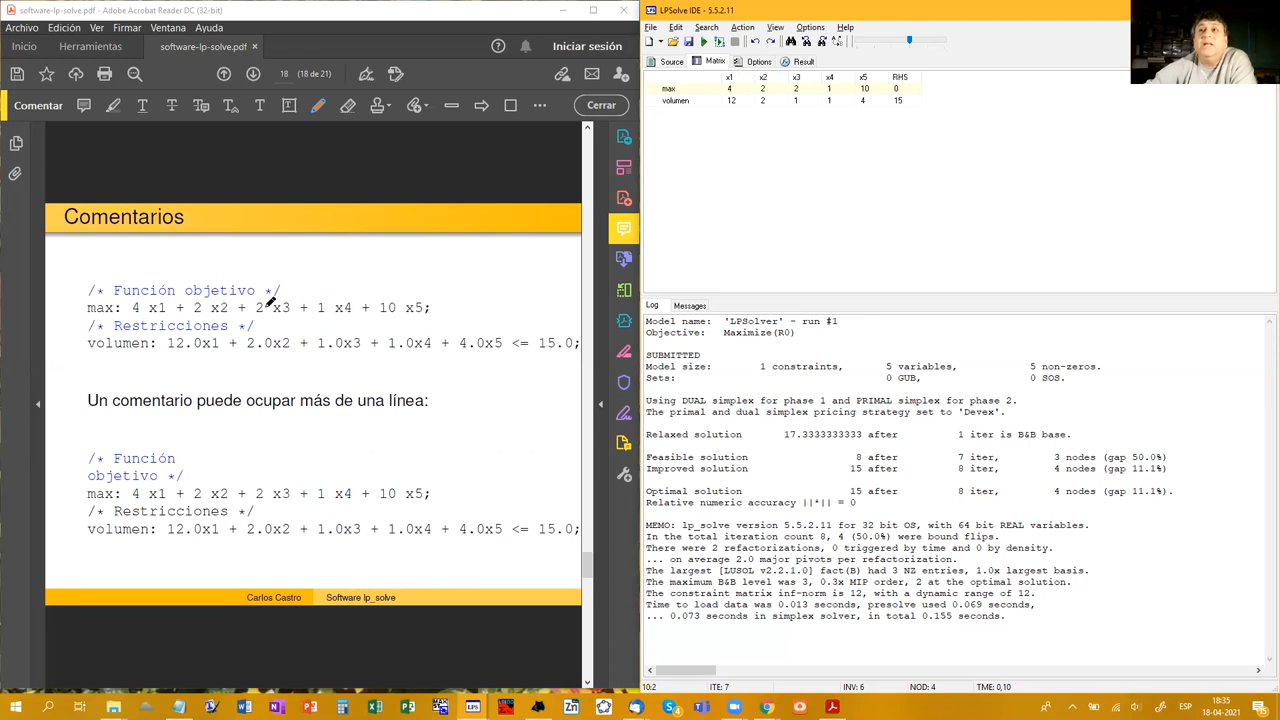 software-lp-solve.pdf - Adobe Acrobat Reader DC (32-bit)
Archivo Edición Ver Firmar Ventana Ayuda
Inicio Herramientas software-lp-solve.pdf × Iniciar sesión
18 (18 de 21)
Comentar Cerrar
Comentarios
/* Función objetivo */
max: 4 x1 + 2 x2 + 2 x3 + 1 x4 + 10 x5;
/* Restricciones */
volumen: 12.0x1 + 2.0x2 + 1.0x3 + 1.0x4 + 4.0x5 <= 15.0;
Un comentario puede ocupar más de una línea:
/* Función
objetivo */
max: 4 x1 + 2 x2 + 2 x3 + 1 x4 + 10 x5;
/* Restricciones */
volumen: 12.0x1 + 2.0x2 + 1.0x3 + 1.0x4 + 4.0x5 <= 15.0;
Carlos Castro Software lp_solve
LPSolve IDE - 5.5.2.11
File Edit Search Action View Options Help
Source Matrix Options Result
x1 x2 x3 x4 x5 RHS
max 4 2 2 1 10 0
volumen 12 2 1 1 4 15
Log Messages
Model name: 'LPSolver' - run #1
Objective: Maximize(R0)
SUBMITTED
Model size: 1 constraints, 5 variables, 5 non-zeros.
Sets: 0 GUB, 0 SOS.
Using DUAL simplex for phase 1 and PRIMAL simplex for phase 2.
The primal and dual simplex pricing strategy set to 'Devex'.
Relaxed solution 17.3333333333 after 1 iter is B&B base.
Feasible solution 8 after 7 iter, 3 nodes (gap 50.0%)
Improved solution 15 after 8 iter, 4 nodes (gap 11.1%)
Optimal solution 15 after 8 iter, 4 nodes (gap 11.1%).
Relative numeric accuracy ||*|| = 0
MEMO: lp_solve version 5.5.2.11 for 32 bit OS, with 64 bit REAL variables.
In the total iteration count 8, 4 (50.0%) were bound flips.
There were 2 refactorizations, 0 triggered by time and 0 by density.
... on average 2.0 major pivots per refactorization.
The largest [LUSOL v2.2.1.0] fact(B) had 3 NZ entries, 1.0x largest basis.
The maximum B&B level was 3, 0.3x MIP order, 2 at the optimal solution.
The constraint matrix inf-norm is 12, with a dynamic range of 12.
Time to load data was 0.013 seconds, presolve used 0.069 seconds,
... 0.073 seconds in simplex solver, in total 0.155 seconds.
10:2 ITE: 7 INV: 6 NOD: 4 TME: 0,10
ESP 18:35
18-04-2021